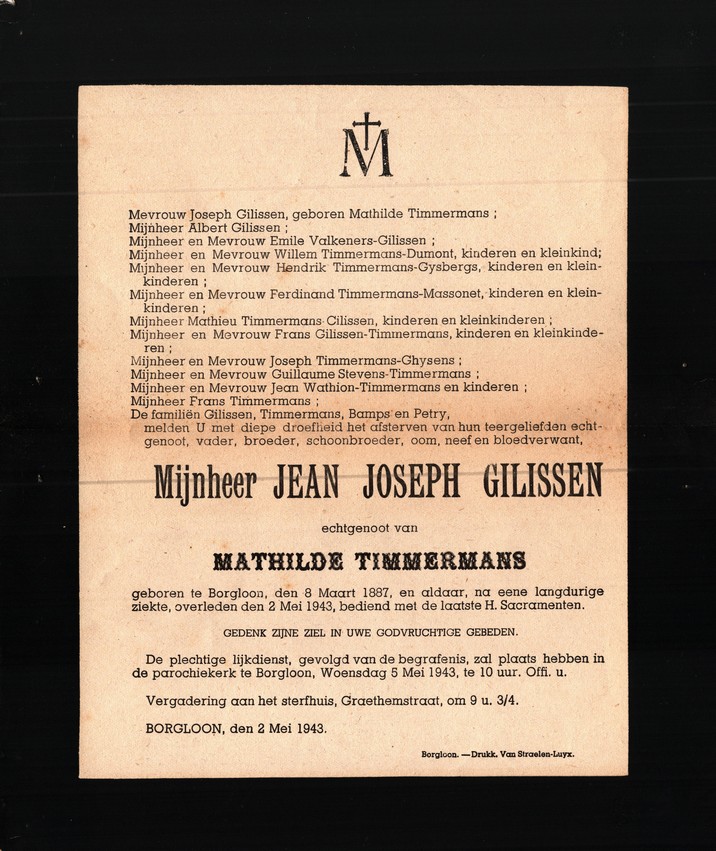 M
Mevrouw Joseph Gilissen, geboren Mathilde Timmermans ;
Mijnheer Albert Gilissen ;
Mijnheer en Mevrouw Emile Valkeners-Gilissen ;
Mijnheer en Mevrouw Willem Timmermans-Dumont, kinderen en kleinkind;
Mijnheer en Mevrouw Hendrik Timmermans-Gysbergs, kinderen en klein-
kinderen ;
Mijnheer en Mevrouw Ferdinand Timmermans-Massonet, kinderen en klein-
kinderen ;
Mijnheer Mathieu Timmermans-Cilissen, kinderen en kleinkinderen ;
Mijnheer en Mevrouw Frans Gilissen-Timmermans, kinderen en kleinkinde-
ren ;
Mijnheer en Mevrouw Joseph Timmermans-Ghysens ;
Mijnheer en Mevrouw Guillaume Stevens-Timmermans ;
Mijnheer en Mevrouw Jean Wathion-Timmermans en kinderen ;
Mijnheer Frans Timmermans ;
De familiën Gilissen, Timmermans, Bamps en Petry,
melden U met diepe droefheid het afsterven van hun teergeliefden echt-
genoot, vader, broeder, schoonbroeder, oom, neef en bloedverwant,
Mijnheer JEAN JOSEPH GILISSEN
echtgenoot van
MATHILDE TIMMERMANS
geboren te Borgloon, den 8 Maart 1887, en aldaar, na eene langdurige
ziekte, overleden den 2 Mei 1943, bediend met de laatste H. Sacramenten.
GEDENK ZIJNE ZIEL IN UWE GODVRUCHTIGE GEBEDEN.
De plechtige lijkdienst, gevolgd van de begrafenis, zal plaats hebben in
de parochiekerk te Borgloon, Woensdag 5 Mei 1943, te 10 uur. Offi. u.
Vergadering aan het sterfhuis, Graethemstraat, om 9 u. 3/4.
BORGLOON, den 2 Mei 1943.
Borgloon. — Drukk. Van Straelen-Luyx.